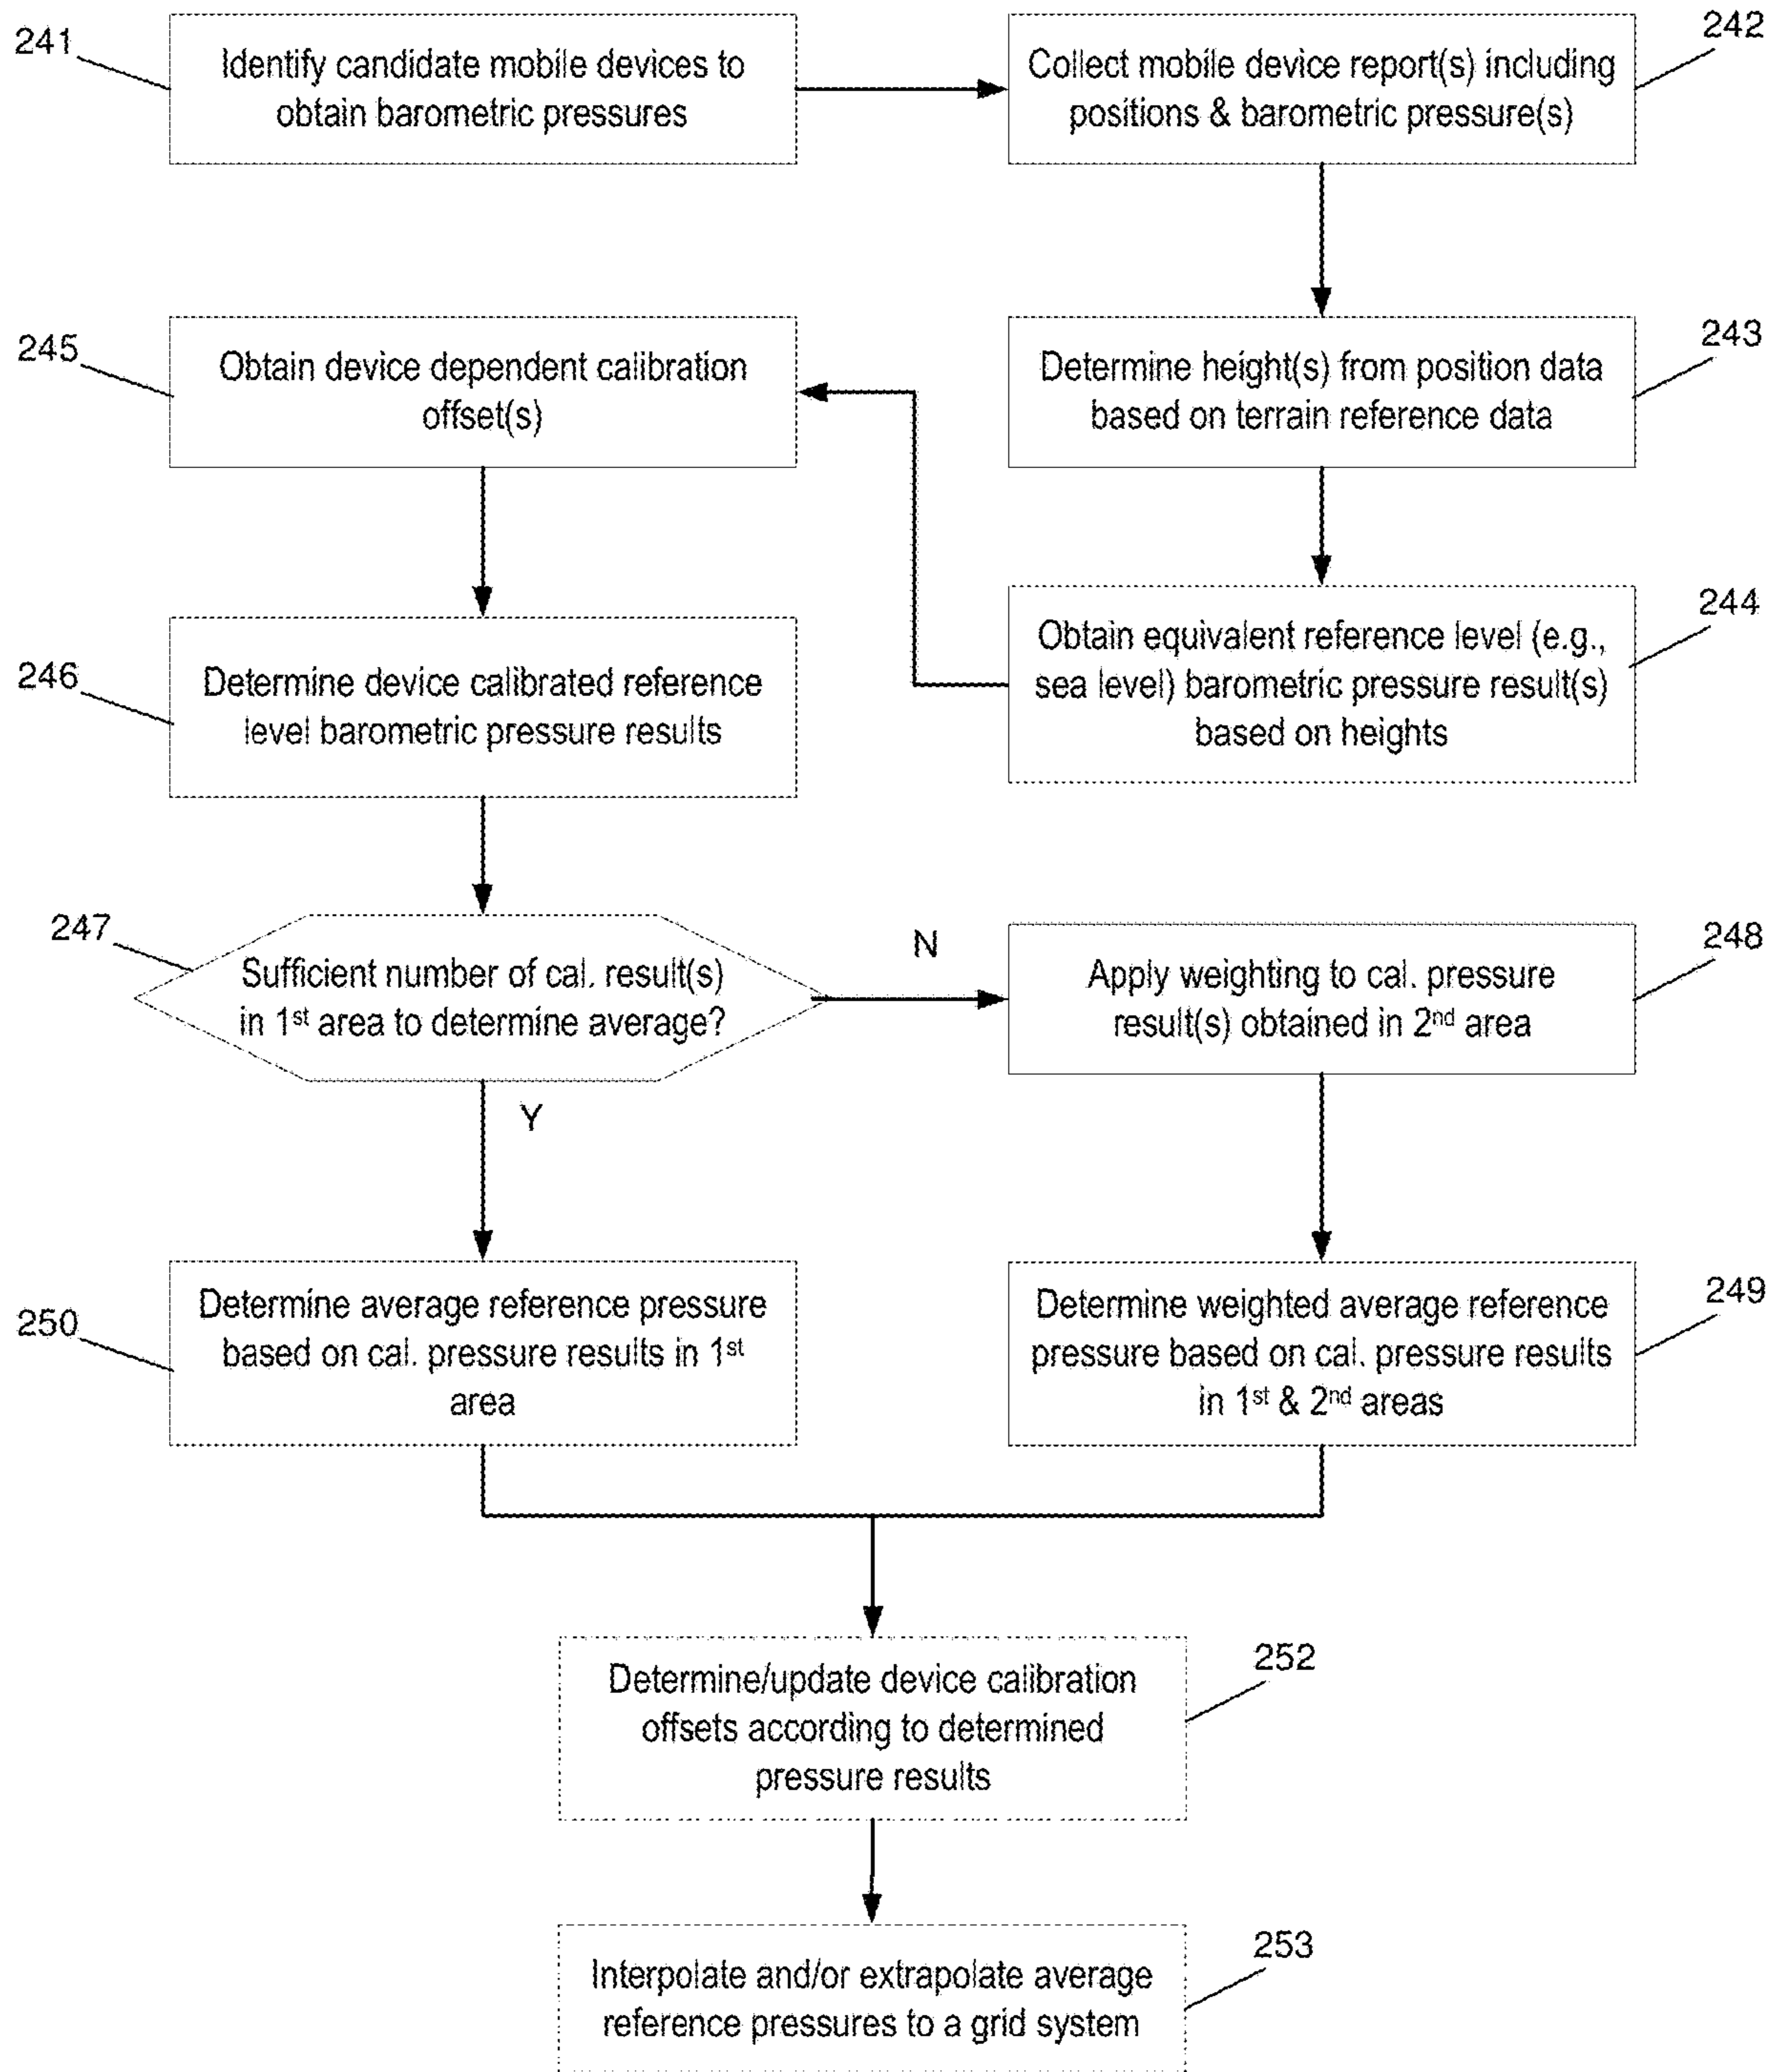 241
Identify candidate mobile devices to
obtain barometric pressures
242
Collect mobile device report(s) including
positions & barometric pressure(s)
243
Determine height(s) from position data
based on terrain reference data
244
Obtain equivalent reference level (e.g.,
sea level) barometric pressure result(s)
based on heights
245
Obtain device dependent calibration
offset(s)
246
Determine device calibrated reference
level barometric pressure results
247
Sufficient number of cal. result(s)
in 1st area to determine average?
N
Y
248
Apply weighting to cal. pressure
result(s) obtained in 2nd area
249
Determine weighted average reference
pressure based on cal. pressure results
in 1st & 2nd areas
250
Determine average reference pressure
based on cal. pressure results in 1st
area
252
Determine/update device calibration
offsets according to determined
pressure results
253
Interpolate and/or extrapolate average
reference pressures to a grid system